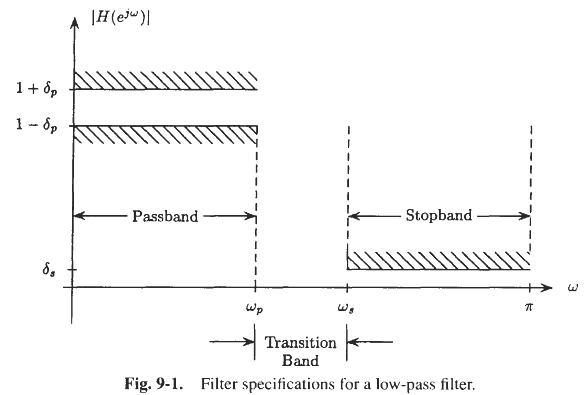 |H(e^{jω})|
1 + δ_p
1 − δ_p
Passband
Stopband
δ_s
ω_p
ω_s
π
ω
Transition
Band
Fig. 9-1. Filter specifications for a low-pass filter.